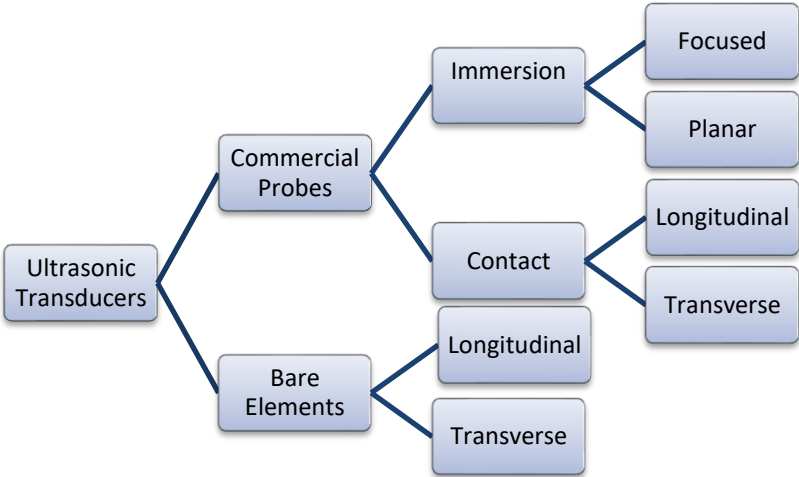 Ultrasonic
Transducers
Commercial
Probes
Immersion
Focused
Planar
Contact
Longitudinal
Transverse
Bare
Elements
Longitudinal
Transverse